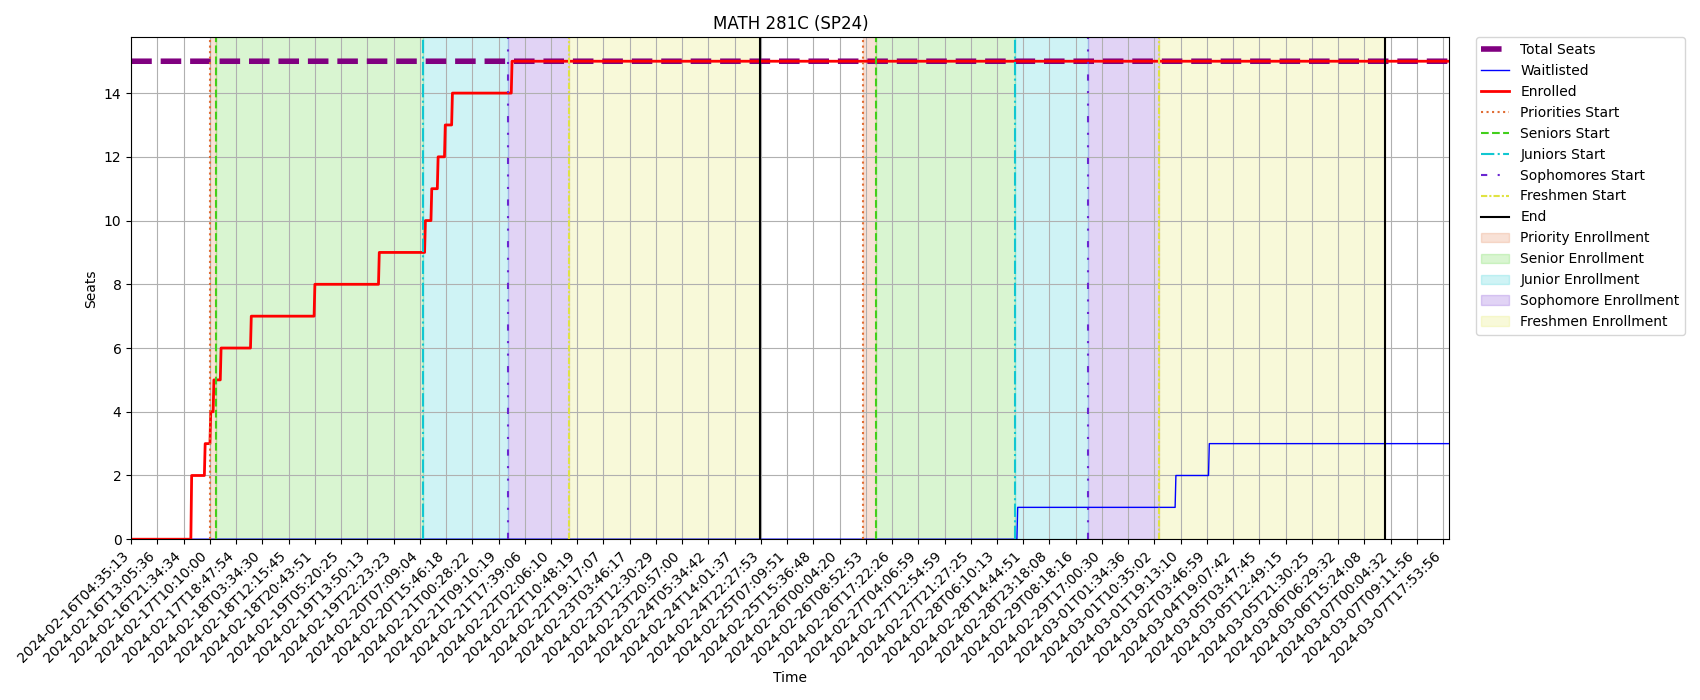 MATH 281C (SP24)
Total Seats
Waitlisted
Enrolled
Priorities Start
Seniors Start
Juniors Start
Sophomores Start
Freshmen Start
End
Priority Enrollment
Senior Enrollment
Junior Enrollment
Sophomore Enrollment
Freshmen Enrollment
Seats
14
12
10
8
6
4
2
0
2024-02-16T04:35:13
2024-02-16T13:05:36
2024-02-16T21:34:34
2024-02-17T10:10:00
2024-02-17T18:47:54
2024-02-18T03:34:30
2024-02-18T12:15:45
2024-02-18T20:43:51
2024-02-19T05:20:25
2024-02-19T13:50:13
2024-02-19T22:23:23
2024-02-20T07:09:04
2024-02-20T15:46:18
2024-02-21T00:28:22
2024-02-21T09:10:19
2024-02-21T17:39:06
2024-02-22T02:06:10
2024-02-22T10:48:19
2024-02-22T19:17:07
2024-02-23T03:46:17
2024-02-23T12:30:29
2024-02-23T20:57:00
2024-02-24T05:34:42
2024-02-24T14:01:37
2024-02-24T22:27:53
2024-02-25T07:09:51
2024-02-25T15:36:48
2024-02-26T00:04:20
2024-02-26T08:52:53
2024-02-26T17:22:26
2024-02-27T04:06:59
2024-02-27T12:54:59
2024-02-27T21:27:25
2024-02-28T06:10:13
2024-02-28T14:44:51
2024-02-28T23:18:08
2024-02-29T08:18:16
2024-02-29T17:00:30
2024-03-01T01:34:36
2024-03-01T10:35:02
2024-03-01T19:13:10
2024-03-02T03:46:59
2024-03-04T19:07:42
2024-03-05T03:47:45
2024-03-05T12:49:15
2024-03-05T21:30:25
2024-03-06T06:29:32
2024-03-06T15:24:08
2024-03-07T00:04:32
2024-03-07T09:11:56
2024-03-07T17:53:56
Time